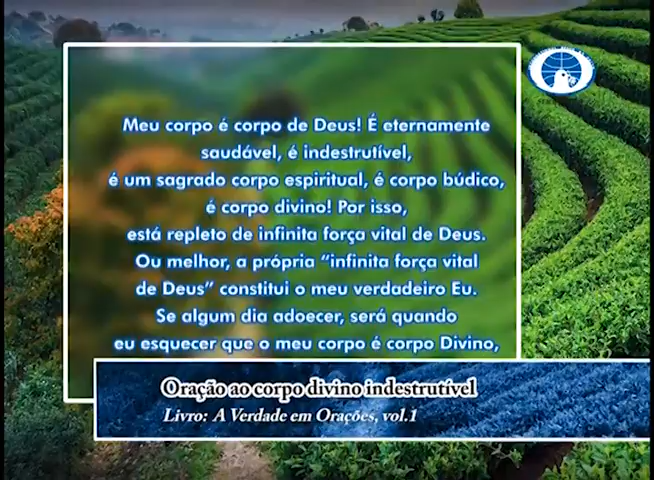 Meu corpo é corpo de Deus! É eternamente
saudável, é indestrutível,
é um sagrado corpo espiritual, é corpo búdico,
é corpo divino! Por isso,
está repleto de infinita força vital de Deus.
Ou melhor, a própria “infinita força vital
de Deus” constitui o meu verdadeiro Eu.
Se algum dia adoecer, será quando
eu esquecer que o meu corpo é corpo Divino,
Oração ao corpo divino indestrutível
Livro: A Verdade em Orações, vol.1